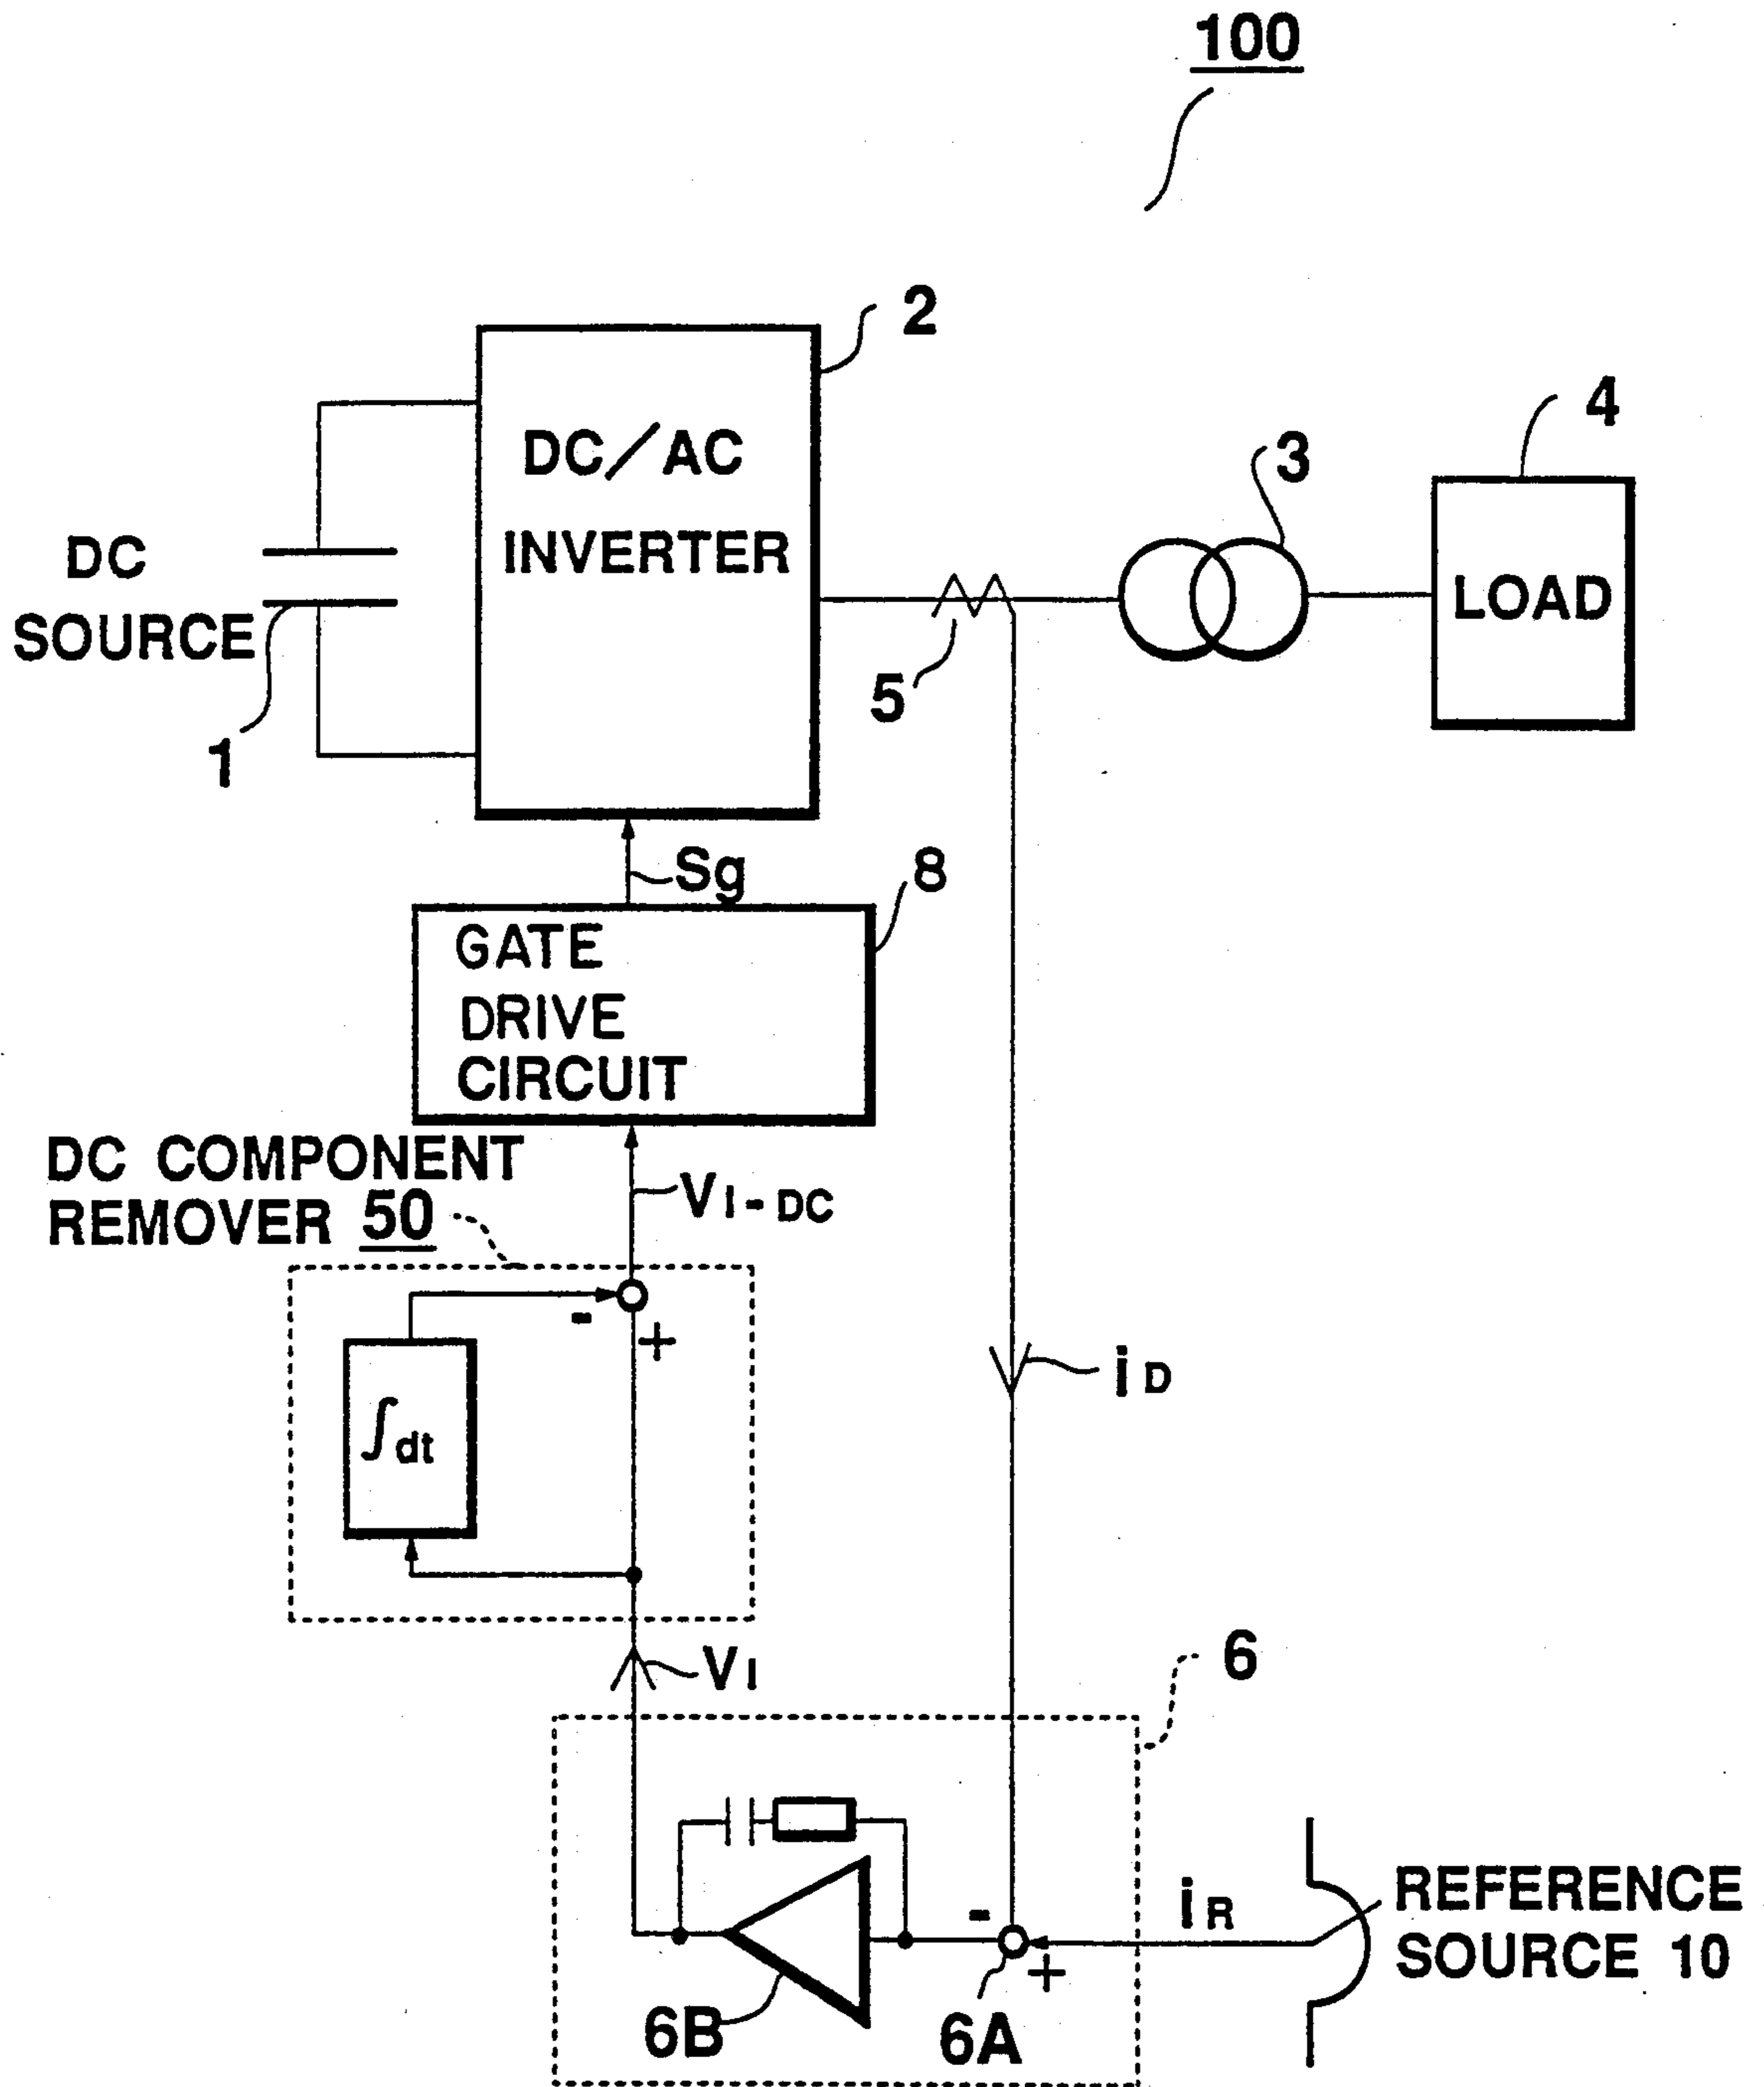 100
2
DC/AC
INVERTER
4
3
LOAD
DC
SOURCE
5
1
Sg
8
GATE
DRIVE
CIRCUIT
DC COMPONENT
REMOVER 50
VI-DC
-
+
∫dt
iD
VI
6
-
+
iR
REFERENCE
SOURCE 10
6B
6A